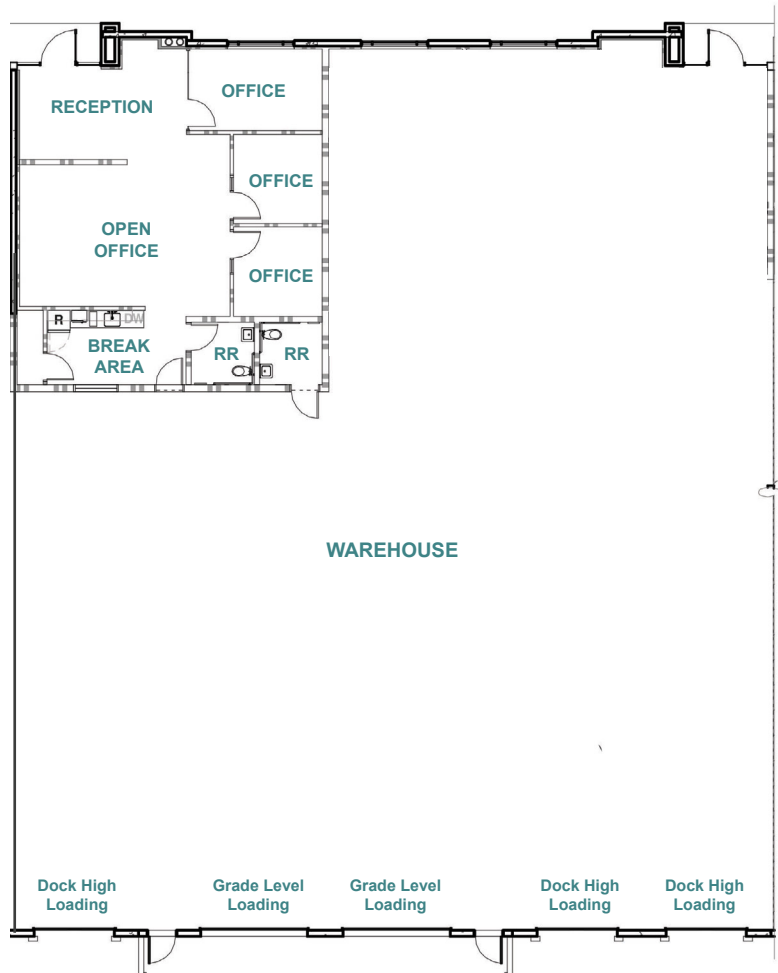 OFFICE
RECEPTION
OFFICE
OPEN
OFFICE
OFFICE
R
DW
BREAK
AREA
RR
RR
WAREHOUSE
Dock High
Loading
Grade Level
Loading
Grade Level
Loading
Dock High
Loading
Dock High
Loading